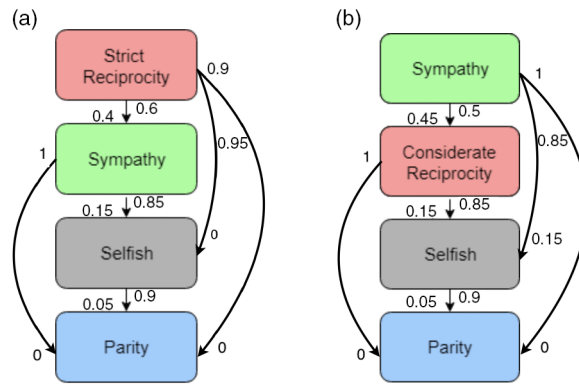 (a)
Strict
Reciprocity
0.9
0.4
0.6
0.95
1
Sympathy
0.15
0.85
0
Selfish
0.05
0.9
0
Parity
0
(b)
Sympathy
1
0.45
0.5
0.85
1
Considerate
Reciprocity
0.15
0.85
Selfish
0.15
0.05
0.9
0
Parity
0